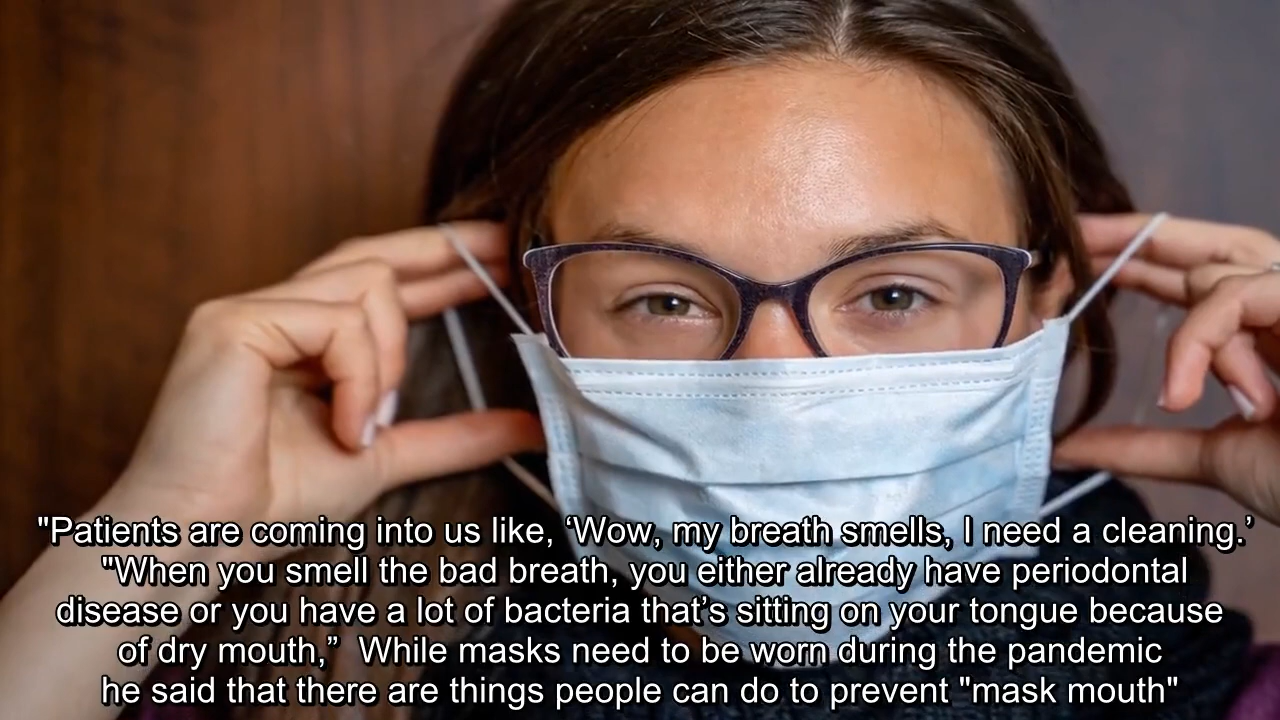 "Patients are coming into us like, ‘Wow, my breath smells, I need a cleaning.’
"When you smell the bad breath, you either already have periodontal
disease or you have a lot of bacteria that’s sitting on your tongue because
of dry mouth,”  While masks need to be worn during the pandemic
he said that there are things people can do to prevent "mask mouth"